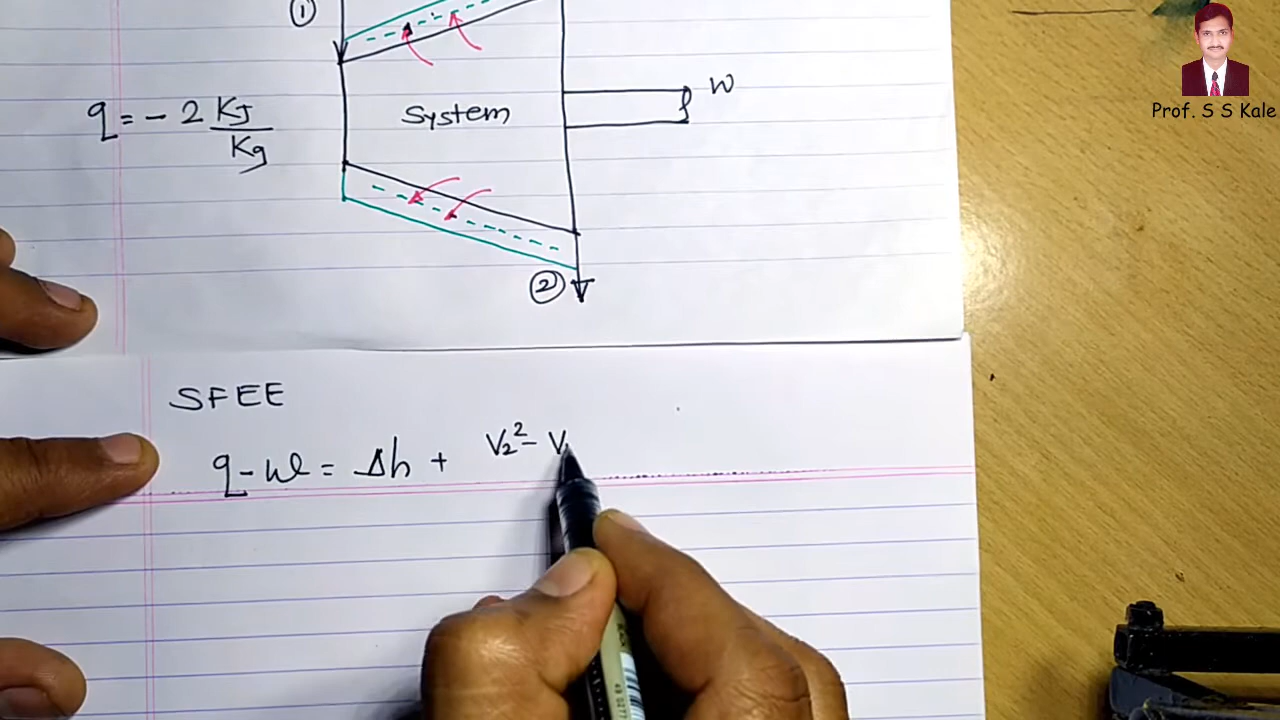 ①
W
q = - 2 KJ/Kg
System
②
SFEE
q - w = Δh + V₂² - V
Prof. S S Kale